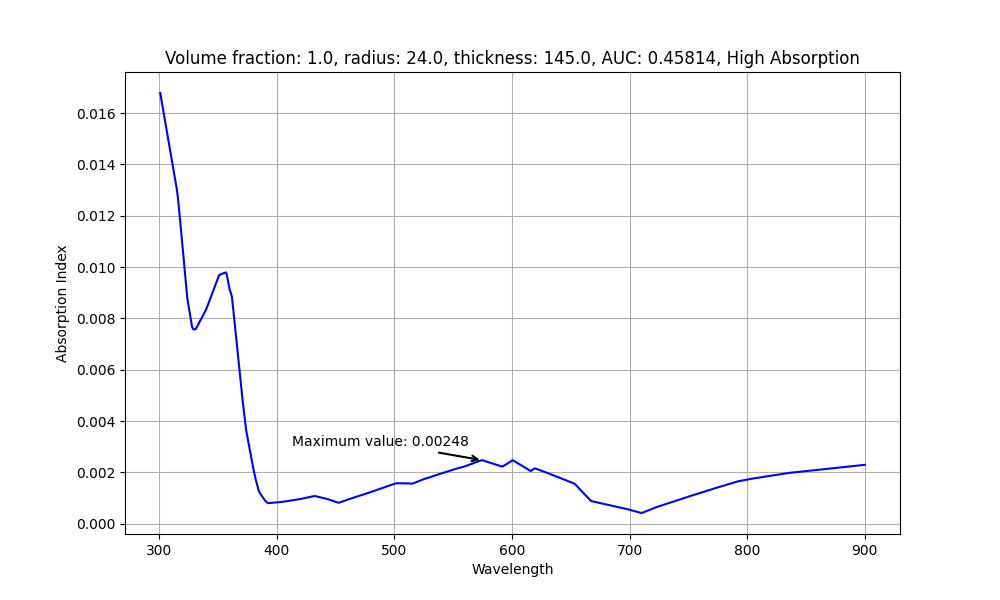 Volume fraction: 1.0, radius: 24.0, thickness: 145.0, AUC: 0.45814, High Absorption
0.016
0.014
0.012
0.010
0.008
0.006
0.004
0.002
0.000
Absorption Index
Maximum value: 0.00248
300 400 500 600 700 800 900
Wavelength